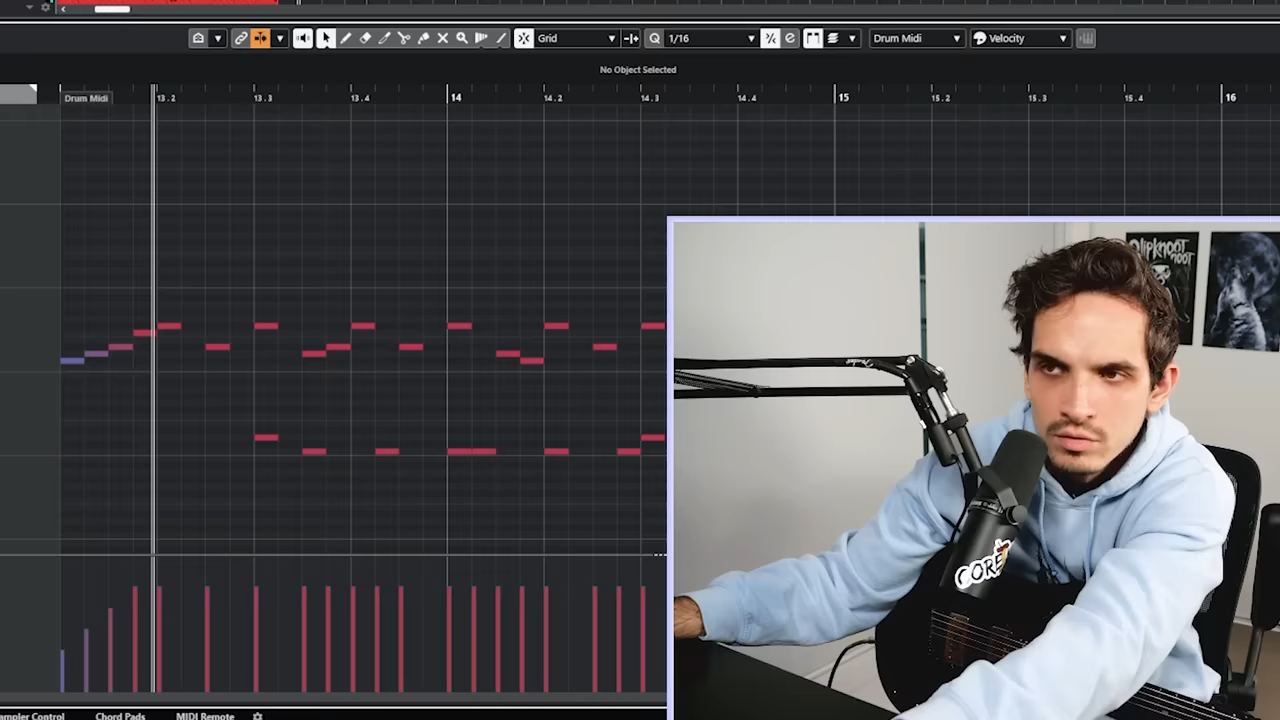 Grid
1/16
Drum Midi
Velocity
No Object Selected
Drum Midi
13.2
13.3
13.4
14
14.2
14.3
14.4
15
15.2
15.3
15.4
16
CORE
Chord Pads
MIDI Remote